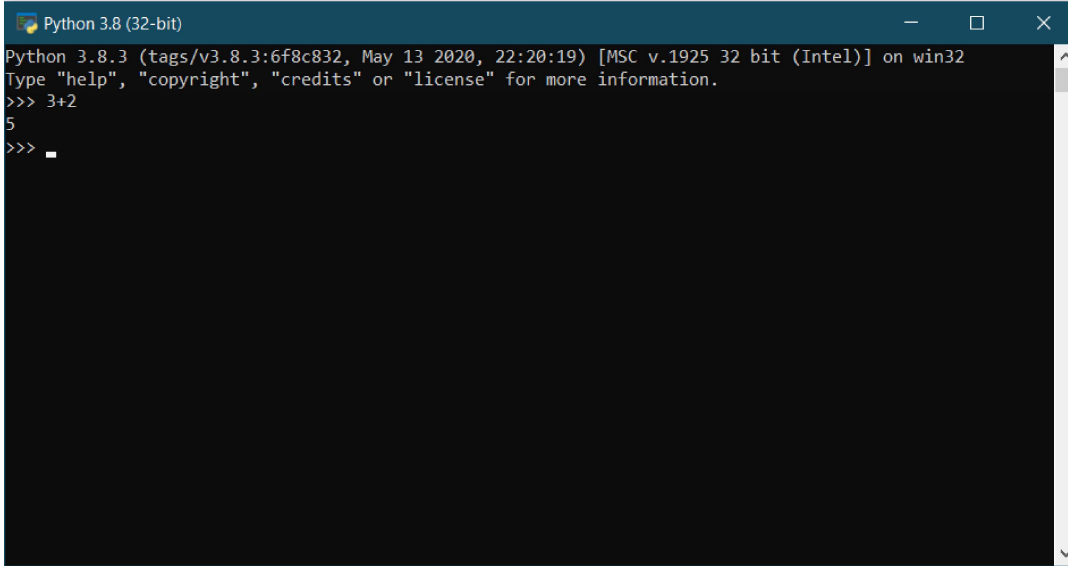 Python 3.8 (32-bit)
Python 3.8.3 (tags/v3.8.3:6f8c832, May 13 2020, 22:20:19) [MSC v.1925 32 bit (Intel)] on win32
Type "help", "copyright", "credits" or "license" for more information.
>>> 3+2
5
>>>